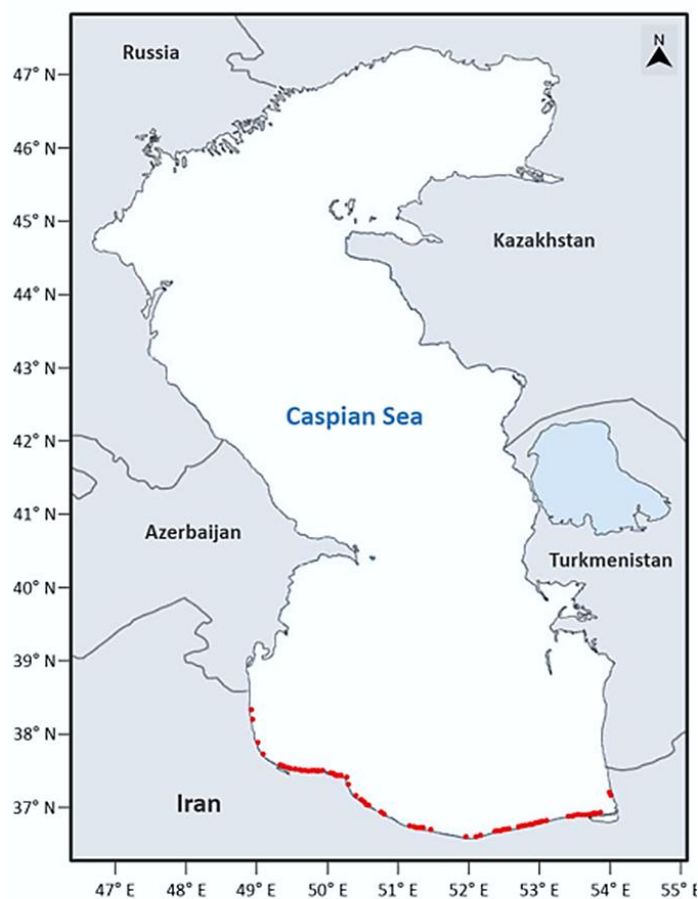 N
Russia
47° N
46° N
45° N
Kazakhstan
44° N
43° N
Caspian Sea
42° N
41° N
Azerbaijan
Turkmenistan
40° N
39° N
38° N
Iran
37° N
47° E 48° E 49° E 50° E 51° E 52° E 53° E 54° E 55° E